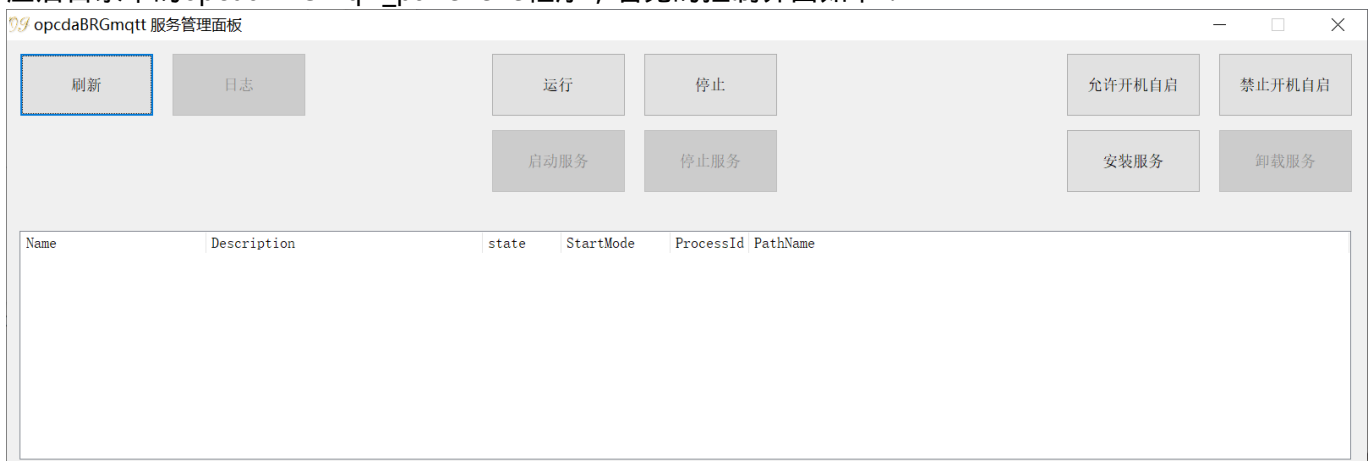 opcdaBRGmqtt 服务管理面板
刷新 日志 运行 停止 允许开机自启 禁止开机自启
启动服务 停止服务 安装服务 卸载服务
Name Description state StartMode ProcessId PathName